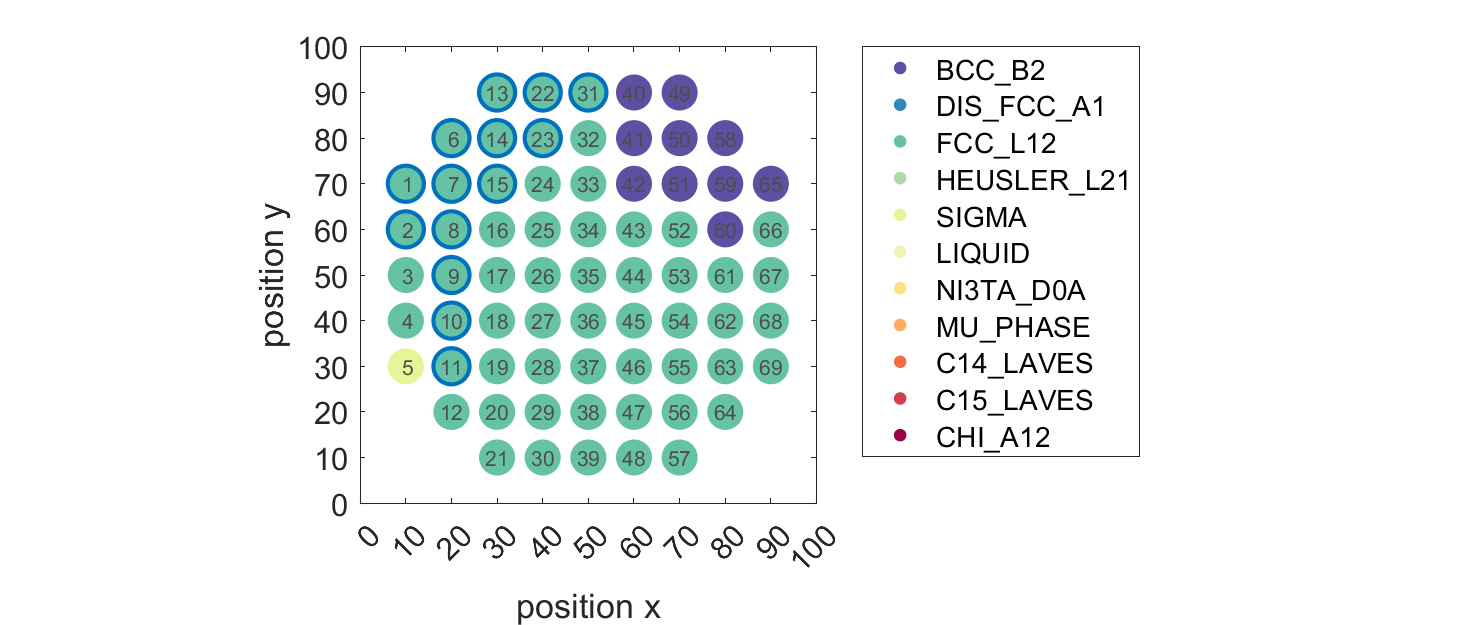 100
90
80
70
60
50
40
30
20
10
0
position y
13 22 31 40 49
6 14 23 32 41 50 58
1 7 15 24 33 42 51 59 65
2 8 16 25 34 43 52 60 66
3 9 17 26 35 44 53 61 67
4 10 18 27 36 45 54 62 68
5 11 19 28 37 46 55 63 69
12 20 29 38 47 56 64
21 30 39 48 57
0 10 20 30 40 50 60 70 80 90 100
position x
BCC_B2
DIS_FCC_A1
FCC_L12
HEUSLER_L21
SIGMA
LIQUID
NI3TA_D0A
MU_PHASE
C14_LAVES
C15_LAVES
CHI_A12